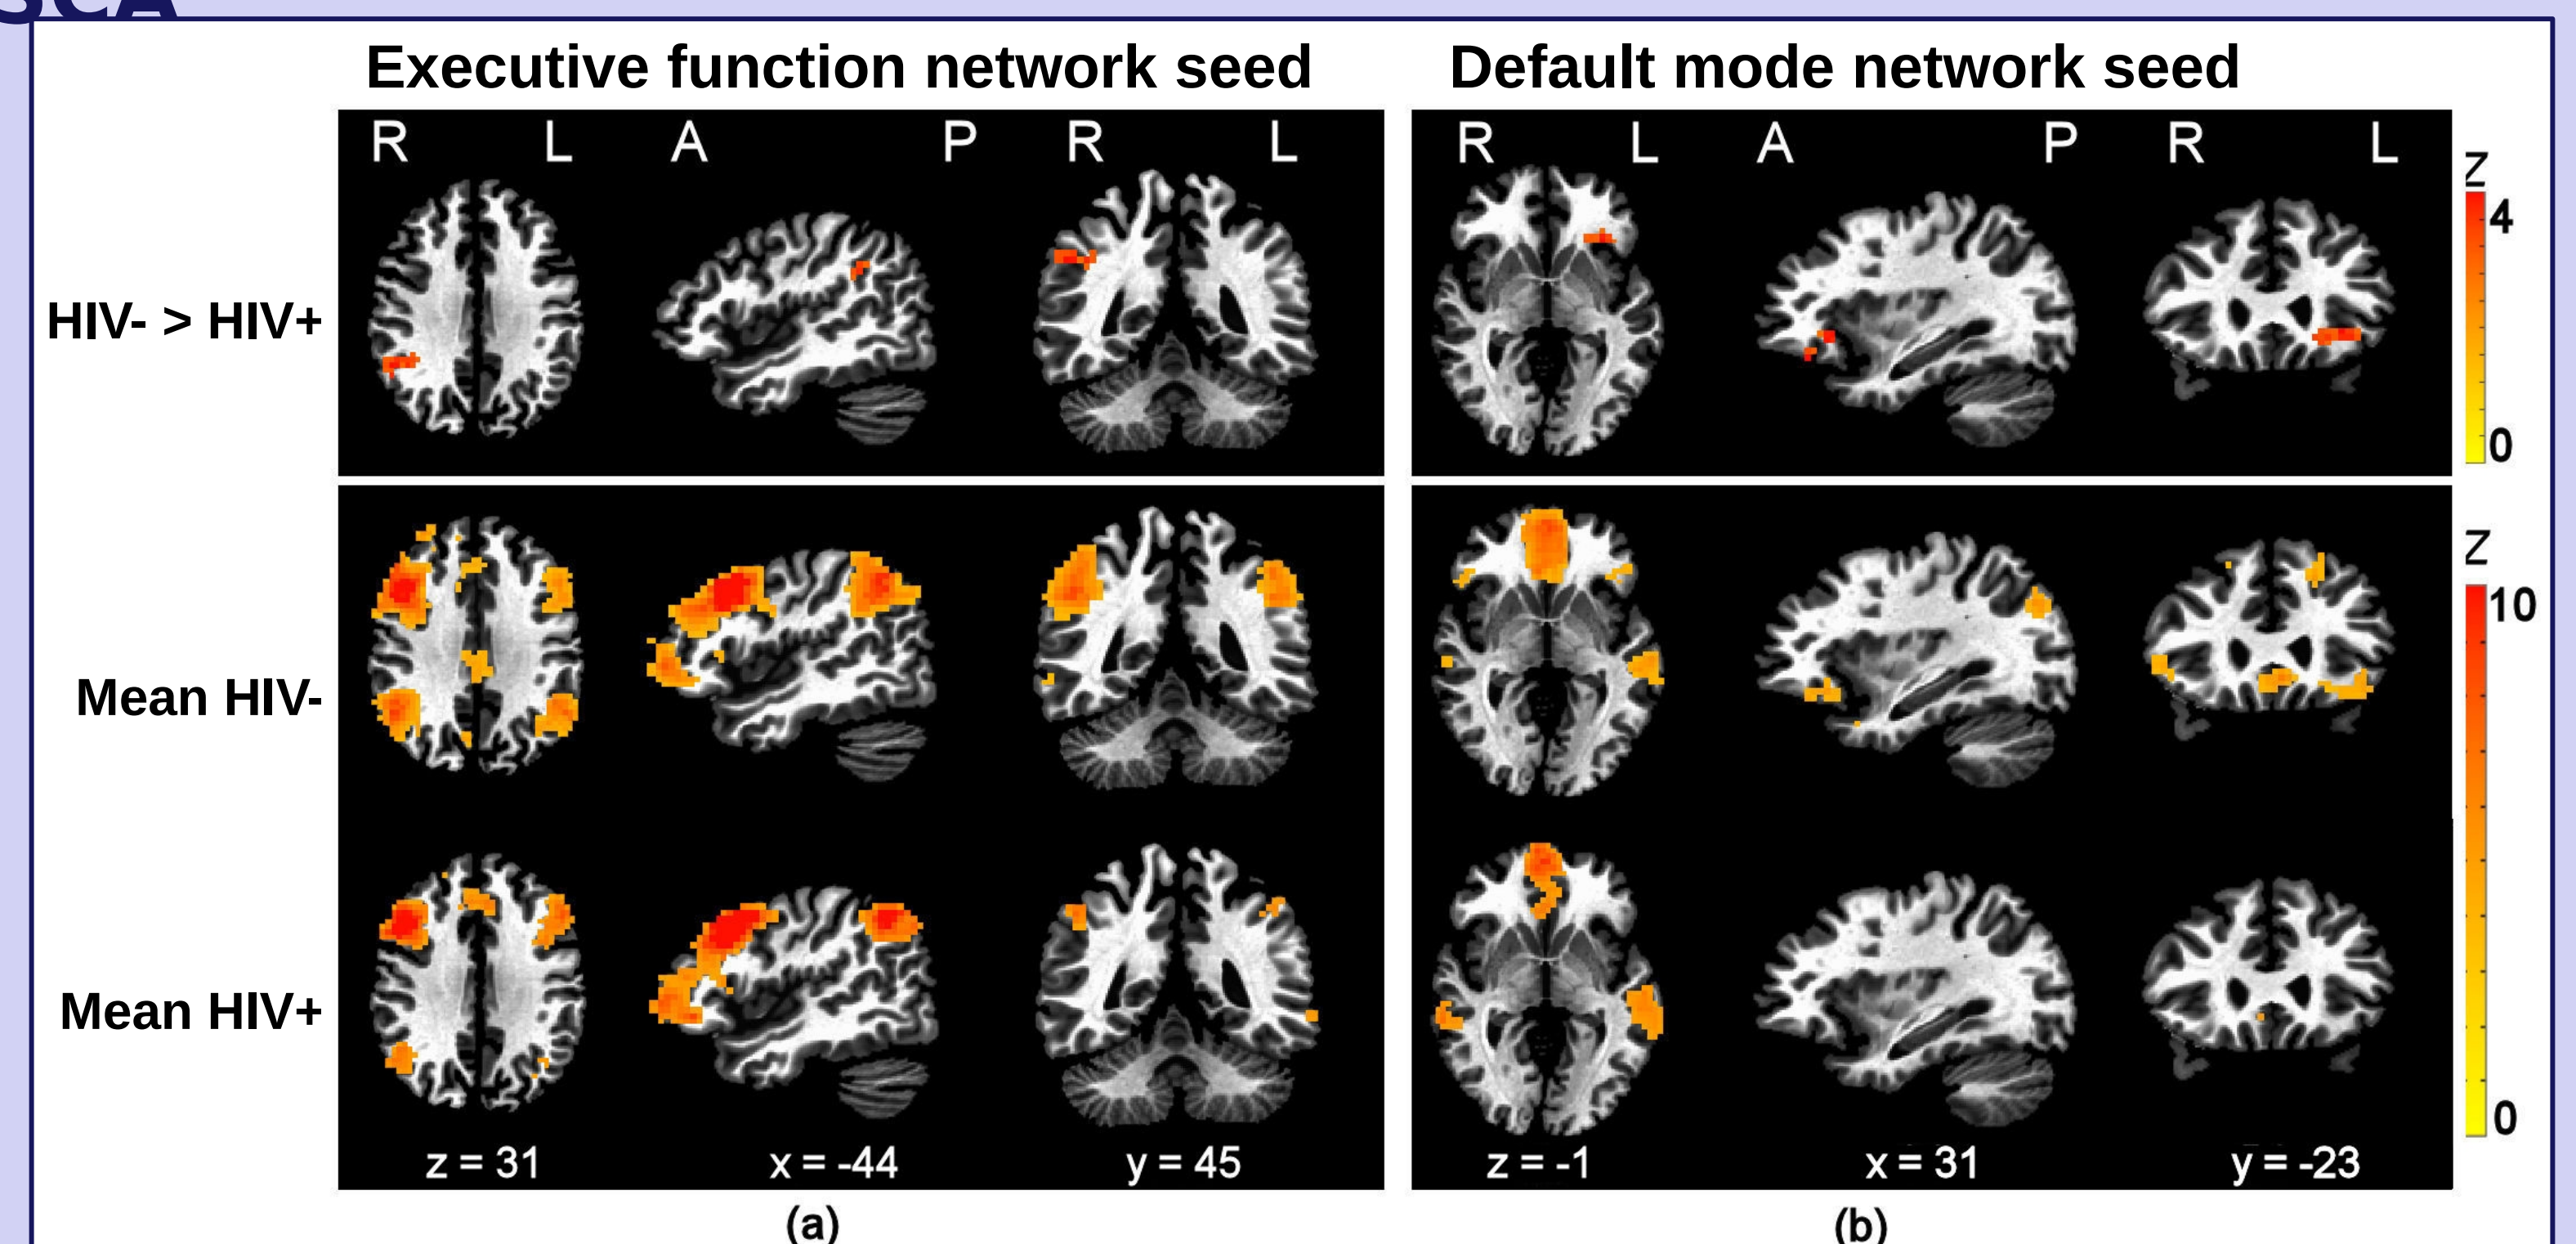 SCA
Executive function network seed
Default mode network seed
R L A P R L
R L A P R L
Z
4
0
HIV- > HIV+
Z
10
0
Mean HIV-
Mean HIV+
z = 31 x = -44 y = 45
z = -1 x = 31 y = -23
(a)
(b)